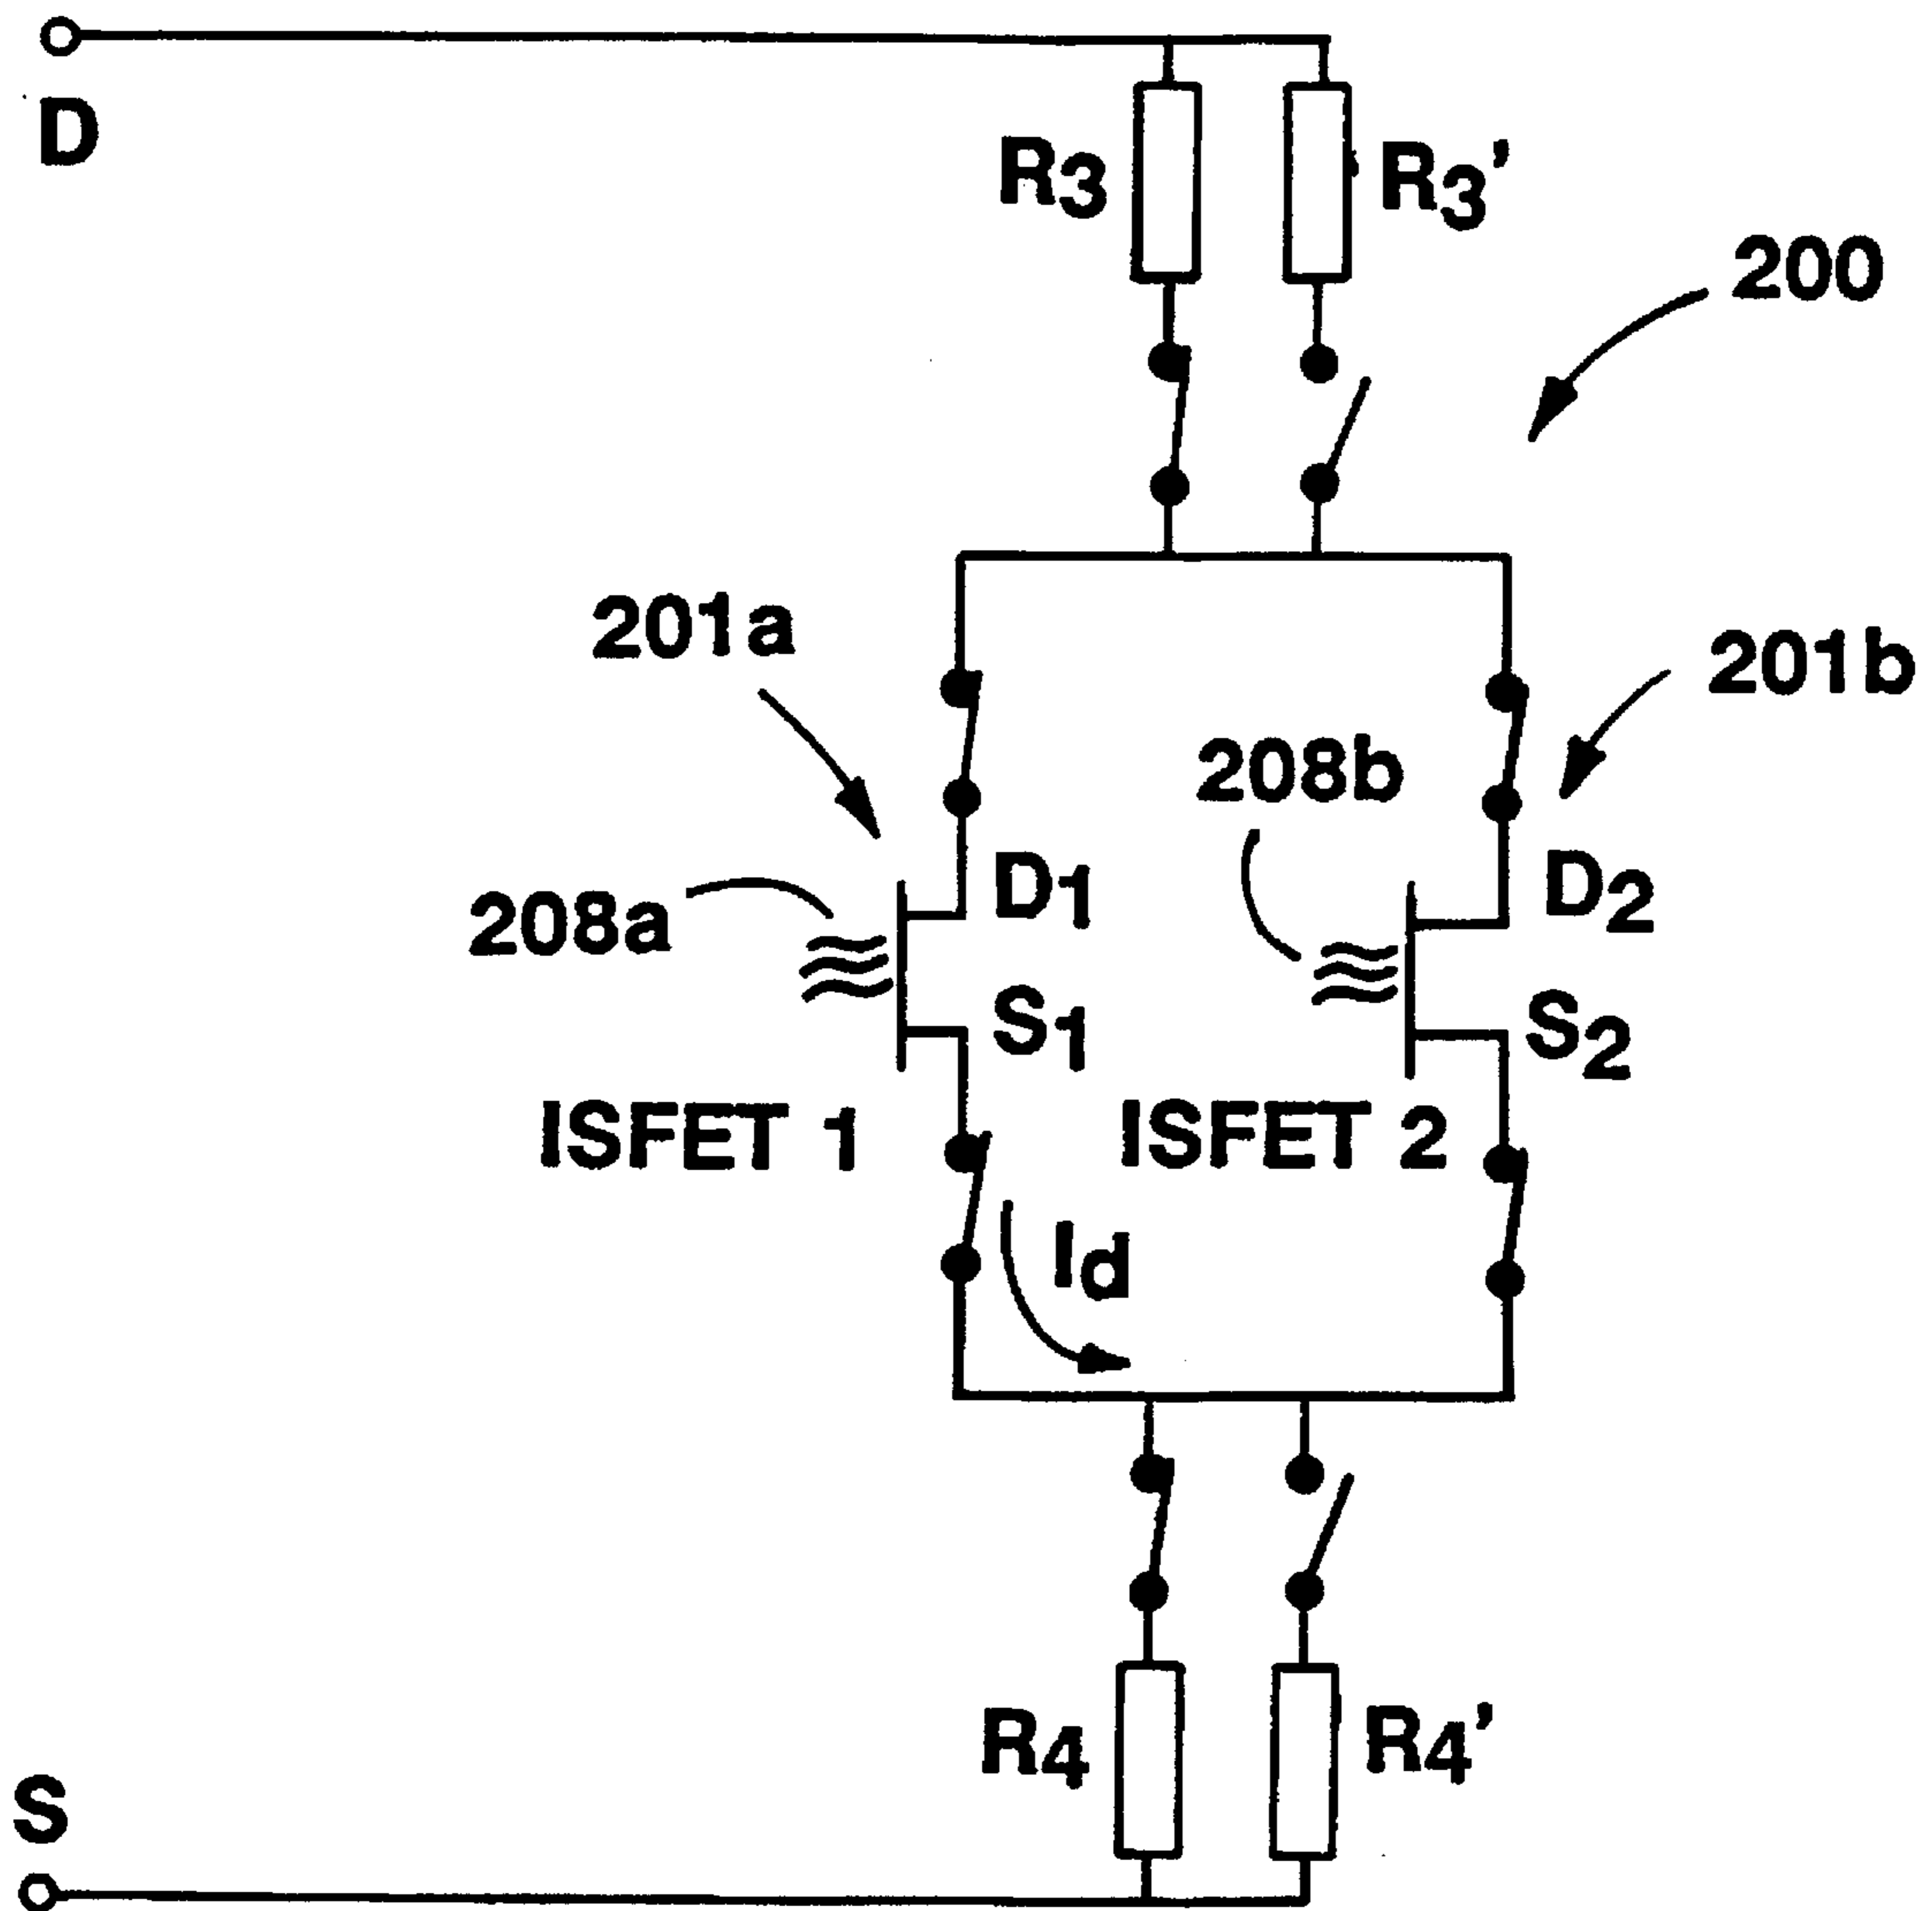 D
R3
R3'
200
201a
201b
208b
D1
D2
208a
S1
S2
ISFET 1
ISFET 2
Id
R4
R4'
S